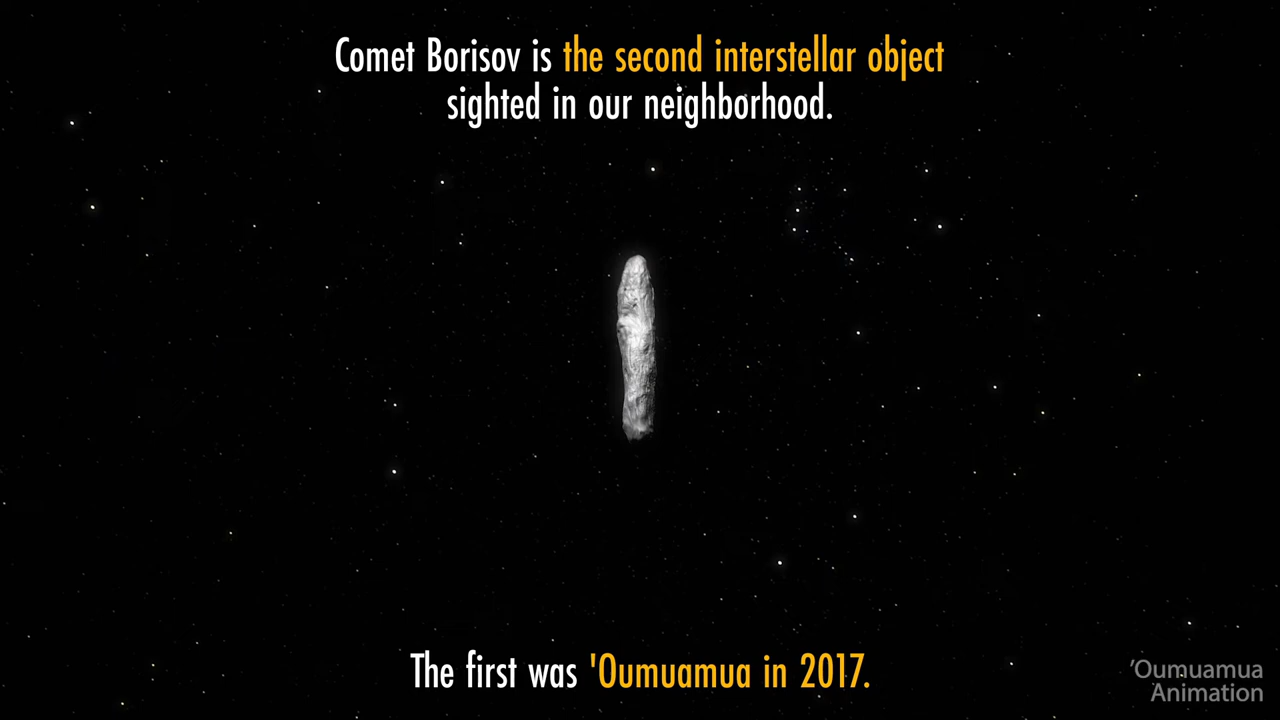 Comet Borisov is the second interstellar object
sighted in our neighborhood.
The first was 'Oumuamua in 2017.
'Oumuamua
Animation